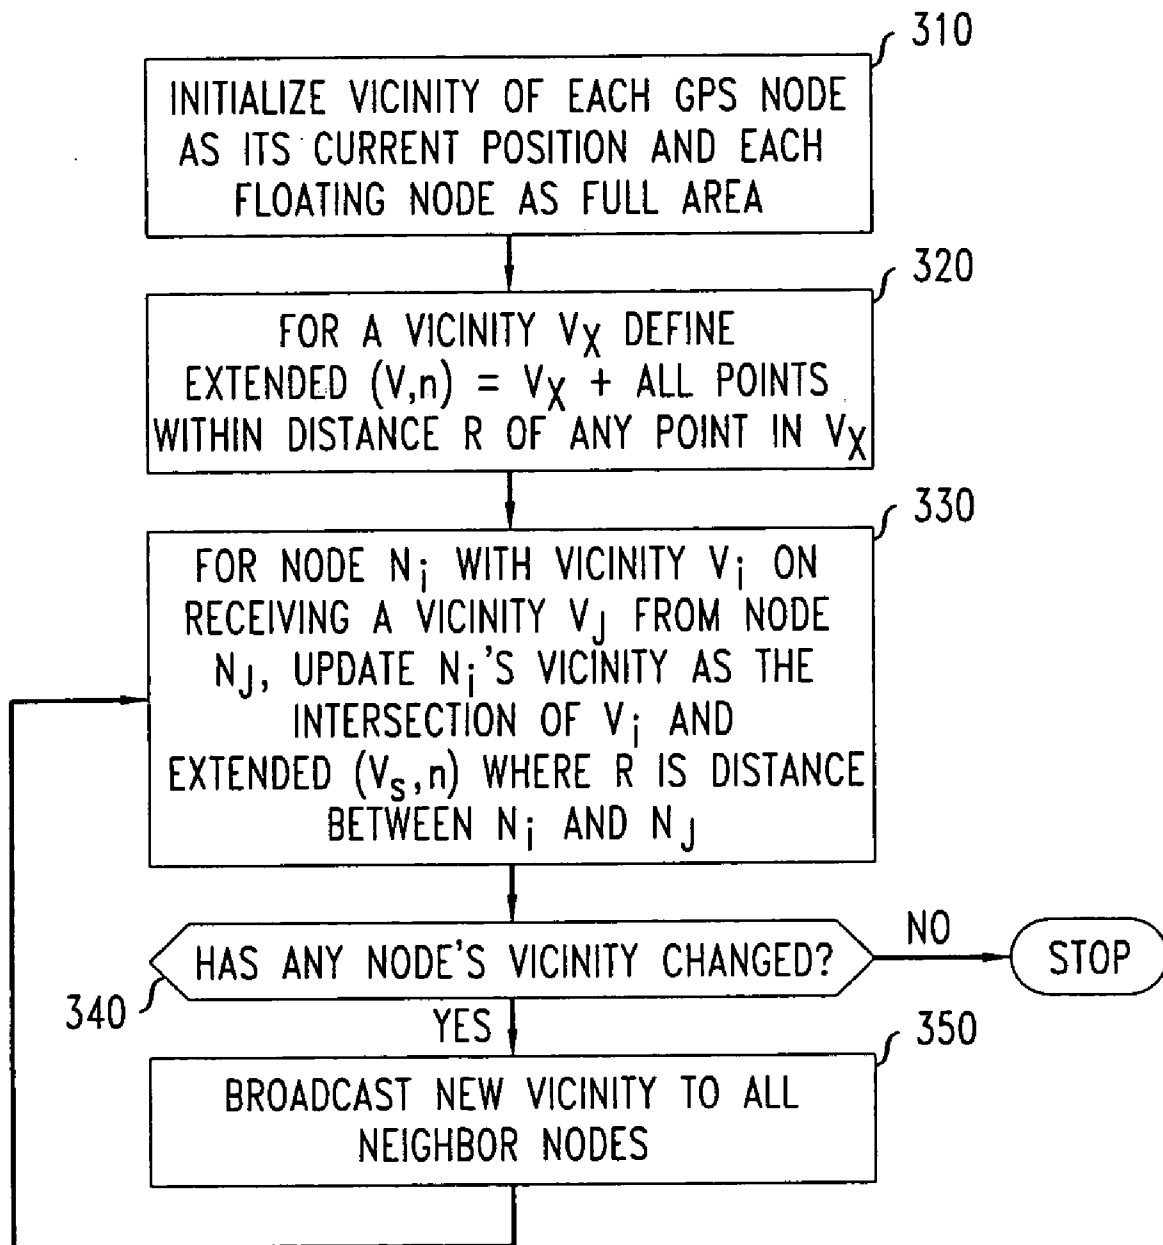 310
INITIALIZE VICINITY OF EACH GPS NODE
AS ITS CURRENT POSITION AND EACH
FLOATING NODE AS FULL AREA
320
FOR A VICINITY VX DEFINE
EXTENDED (V,n) = VX + ALL POINTS
WITHIN DISTANCE R OF ANY POINT IN VX
330
FOR NODE Ni WITH VICINITY Vi ON
RECEIVING A VICINITY VJ FROM NODE
NJ, UPDATE Ni'S VICINITY AS THE
INTERSECTION OF Vi AND
EXTENDED (Vs,n) WHERE R IS DISTANCE
BETWEEN Ni AND NJ
HAS ANY NODE'S VICINITY CHANGED?
NO
STOP
340
YES
350
BROADCAST NEW VICINITY TO ALL
NEIGHBOR NODES